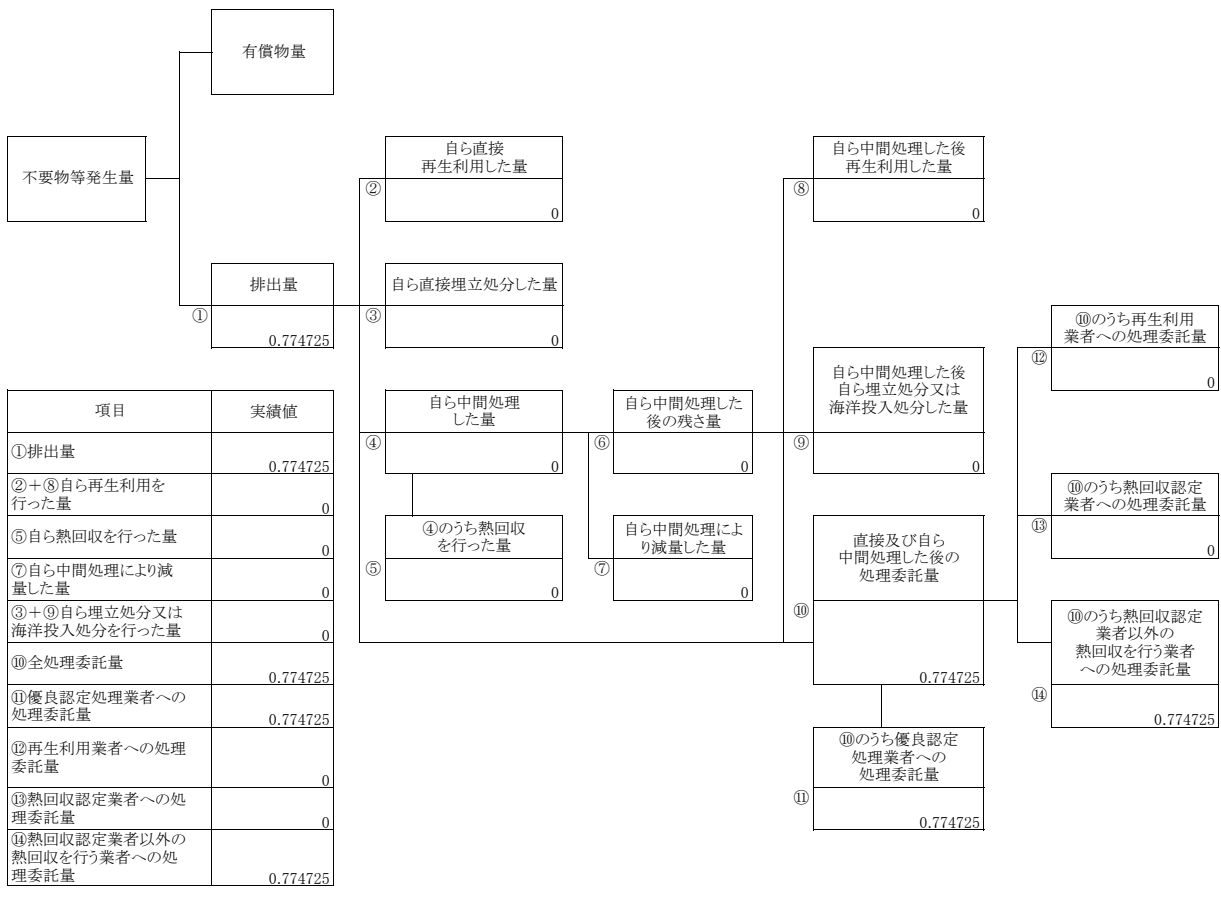 有償物量
不要物等発生量
自ら直接
再生利用した量
②
0
自ら中間処理した後
再生利用した量
⑧
0
排出量
①
0.774725
自ら直接埋立処分した量
③
0
⑩のうち再生利用
業者への処理委託量
⑫
0
自ら中間処理
した量
④
0
自ら中間処理した
後の残さ量
⑥
0
自ら中間処理した後
自ら埋立処分又は
海洋投入処分した量
⑨
0
⑩のうち熱回収認定
業者への処理委託量
⑬
0
④のうち熱回収
を行った量
⑤
0
自ら中間処理によ
り減量した量
⑦
0
直接及び自ら
中間処理した後の
処理委託量
⑩
0.774725
⑩のうち熱回収認定
業者以外の
熱回収を行う業者
への処理委託量
⑭
0.774725
⑩のうち優良認定
処理業者への
処理委託量
⑪
0.774725
項目 実績値
①排出量
0.774725
②＋⑧自ら再生利用を
行った量
0
⑤自ら熱回収を行った量
0
⑦自ら中間処理により減
量した量
0
③＋⑨自ら埋立処分又は
海洋投入処分を行った量
0
⑩全処理委託量
0.774725
⑪優良認定処理業者への
処理委託量
0.774725
⑫再生利用業者への処理
委託量
0
⑬熱回収認定業者への処
理委託量
0
⑭熱回収認定業者以外の
熱回収を行う業者への処
理委託量
0.774725